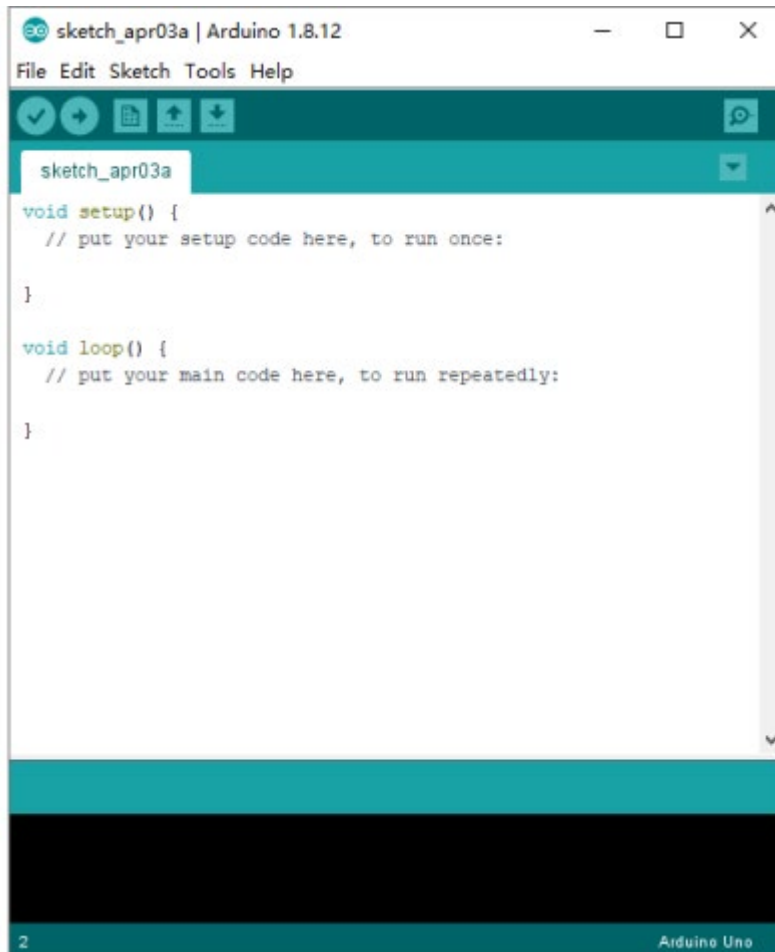 sketch_apr03a | Arduino 1.8.12
File Edit Sketch Tools Help
sketch_apr03a
void setup() {
  // put your setup code here, to run once:

}

void loop() {
  // put your main code here, to run repeatedly:

}
2 Arduino Uno